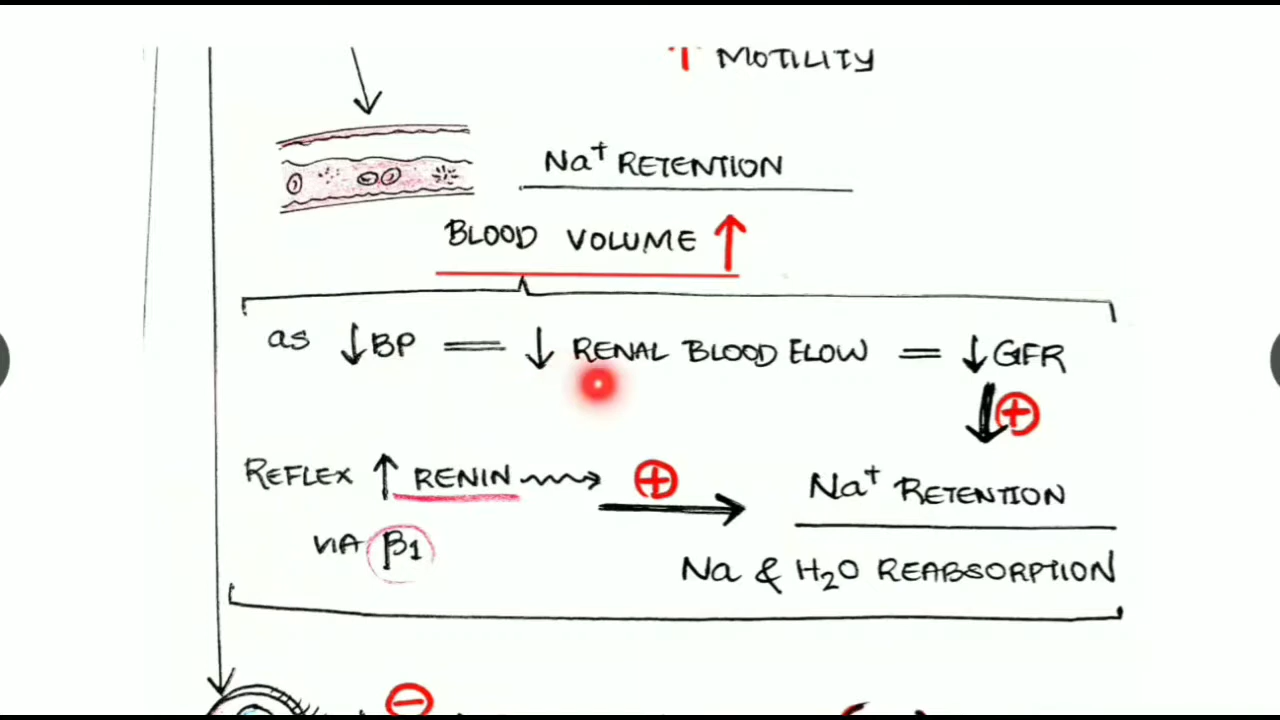 ↑ MOTILITY
Na⁺ RETENTION
BLOOD VOLUME ↑
as ↓BP = ↓ RENAL BLOOD FLOW = ↓ GFR
+
REFLEX ↑ RENIN + → Na⁺ RETENTION
VIA β1
Na & H₂O REABSORPTION
−